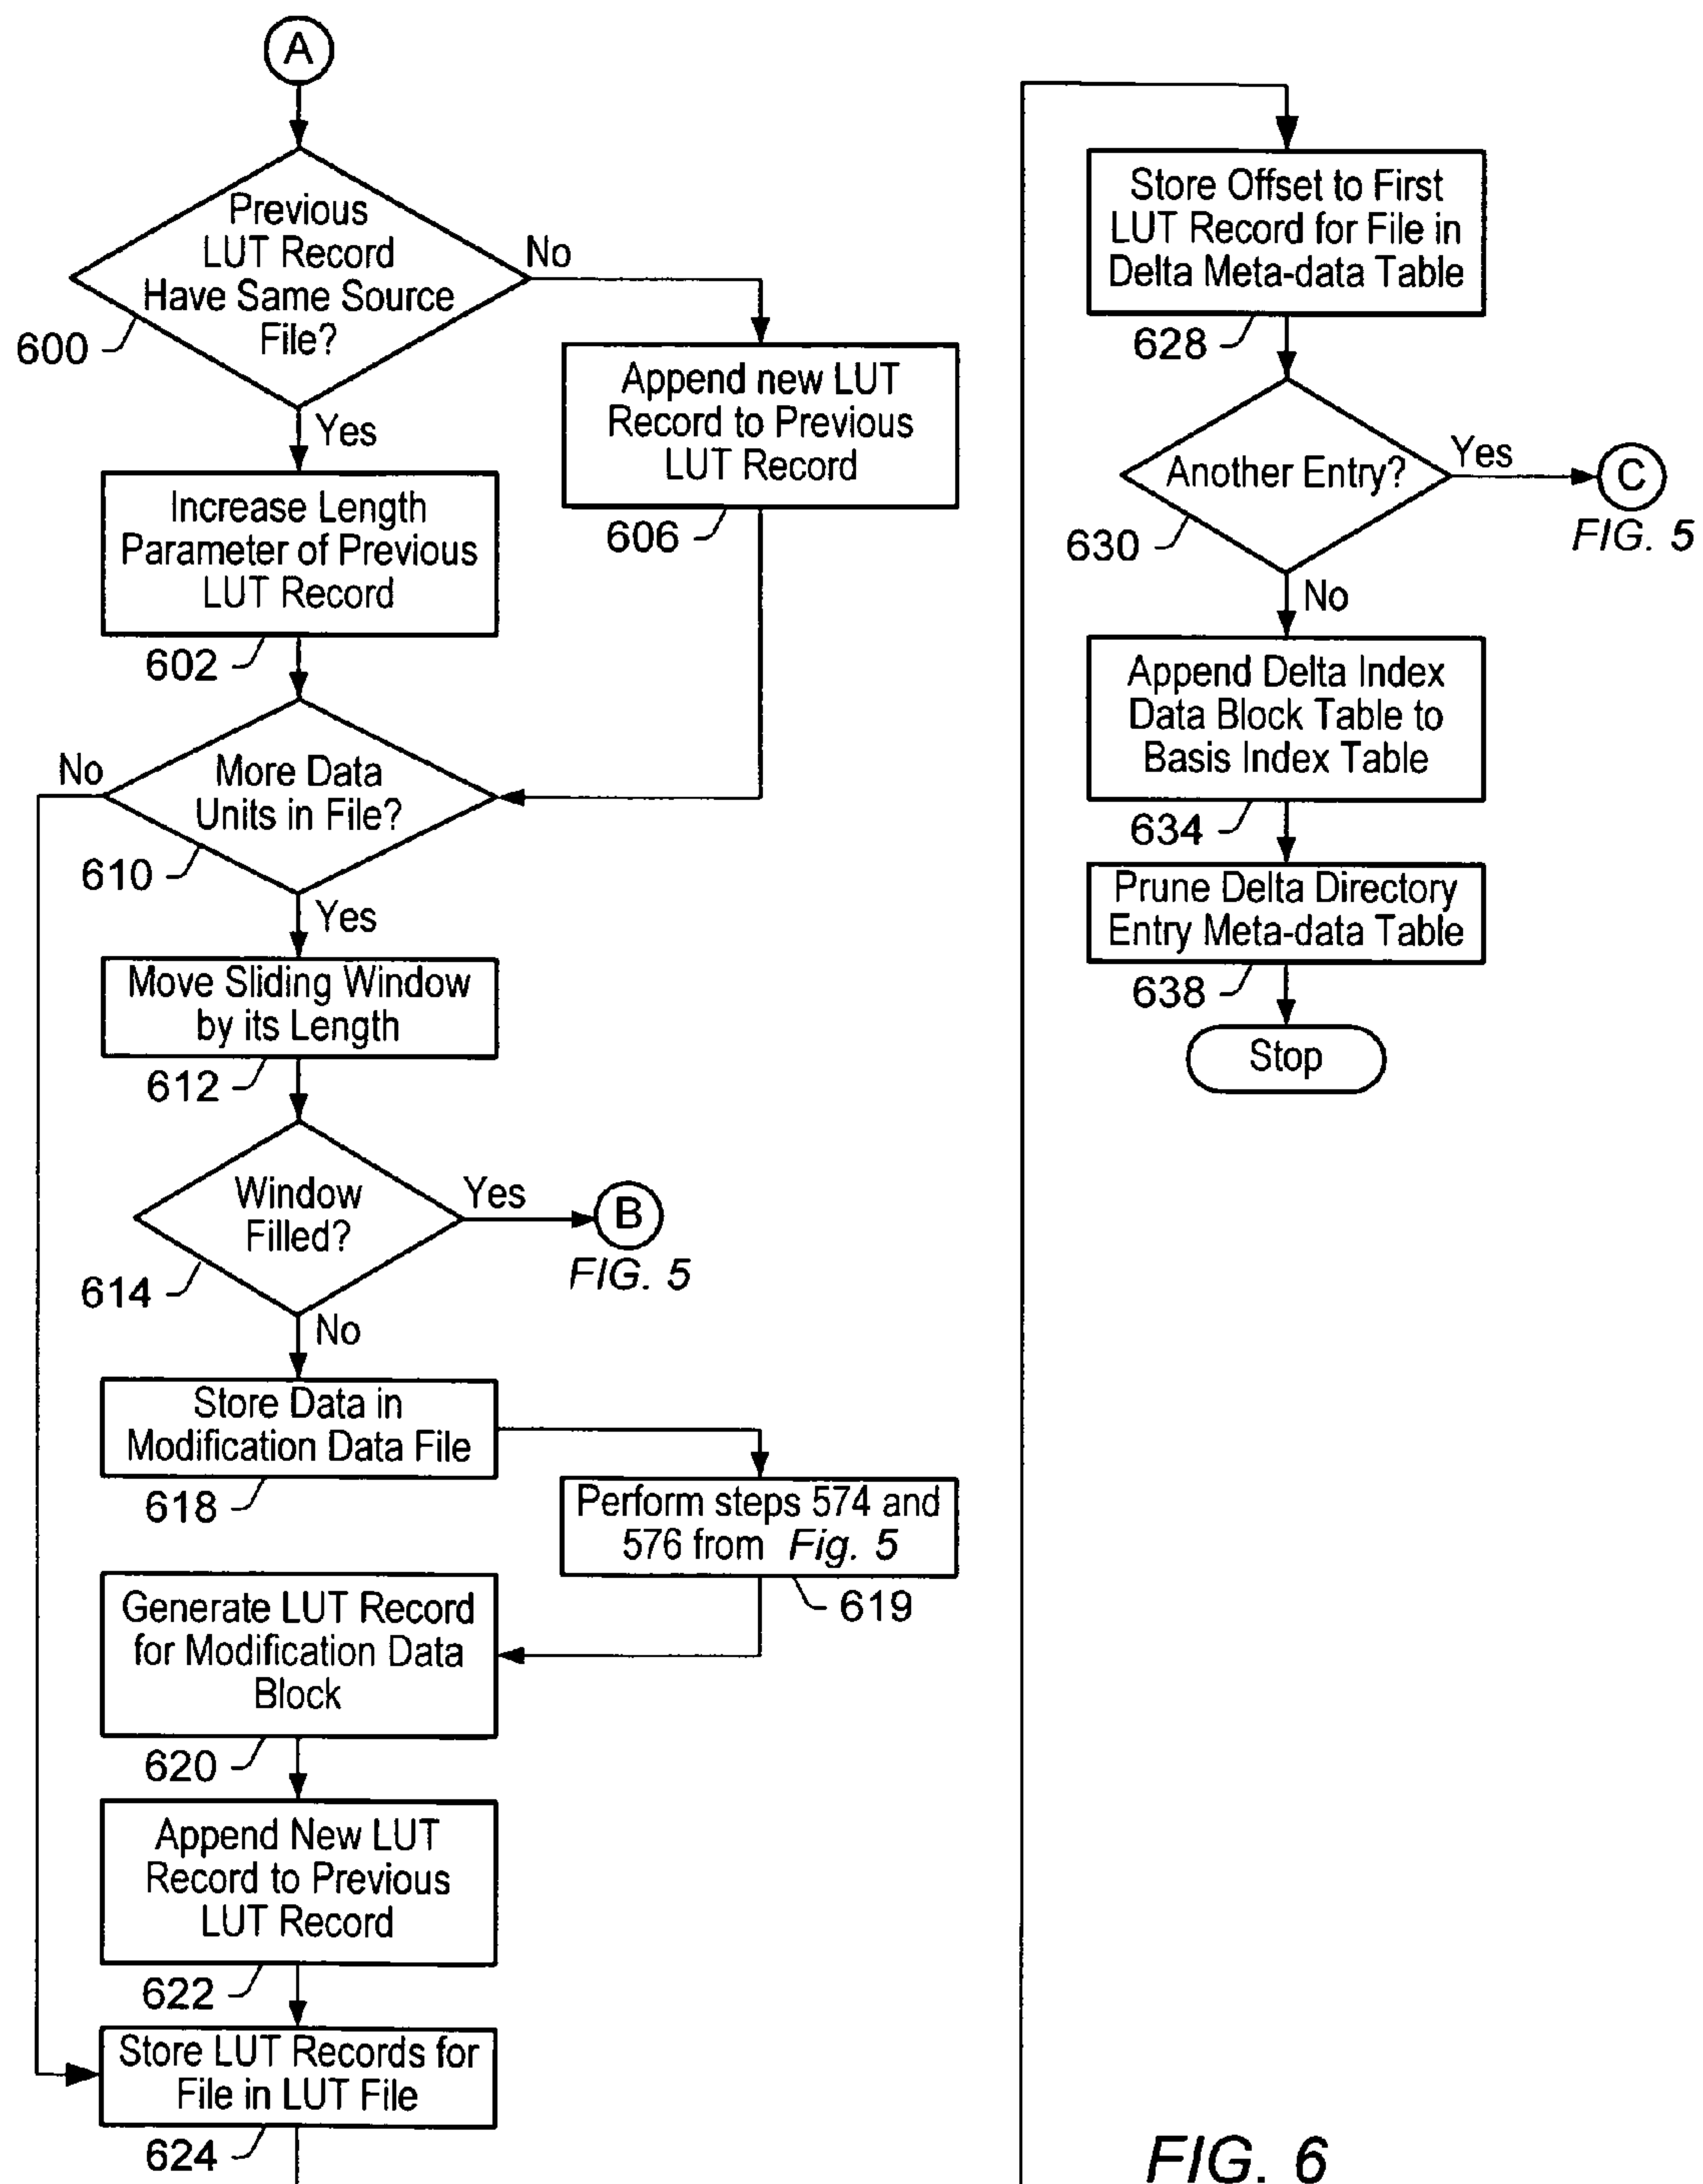 A
Previous
LUT Record
Have Same Source
File?
No
600
Yes
Append new LUT
Record to Previous
LUT Record
606
Increase Length
Parameter of Previous
LUT Record
602
No
More Data
Units in File?
610
Yes
Move Sliding Window
by its Length
612
Window
Filled?
Yes
B
FIG. 5
614
No
Store Data in
Modification Data File
618
Perform steps 574 and
576 from Fig. 5
619
Generate LUT Record
for Modification Data
Block
620
Append New LUT
Record to Previous
LUT Record
622
Store LUT Records for
File in LUT File
624
Store Offset to First
LUT Record for File in
Delta Meta-data Table
628
Another Entry?
Yes
C
FIG. 5
630
No
Append Delta Index
Data Block Table to
Basis Index Table
634
Prune Delta Directory
Entry Meta-data Table
638
Stop
FIG. 6